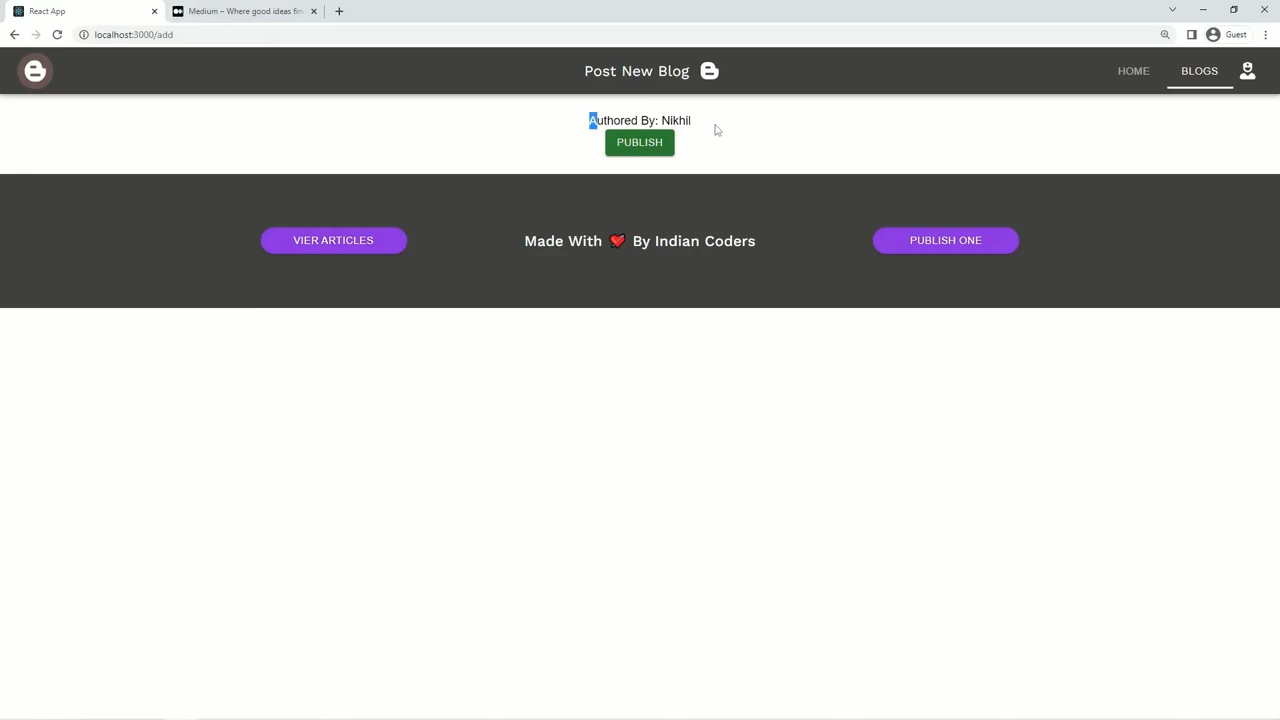 React App
Medium – Where good ideas fin
localhost:3000/add
Guest
Post New Blog
HOME
BLOGS
Authored By: Nikhil
PUBLISH
VIER ARTICLES
Made With ❤️ By Indian Coders
PUBLISH ONE